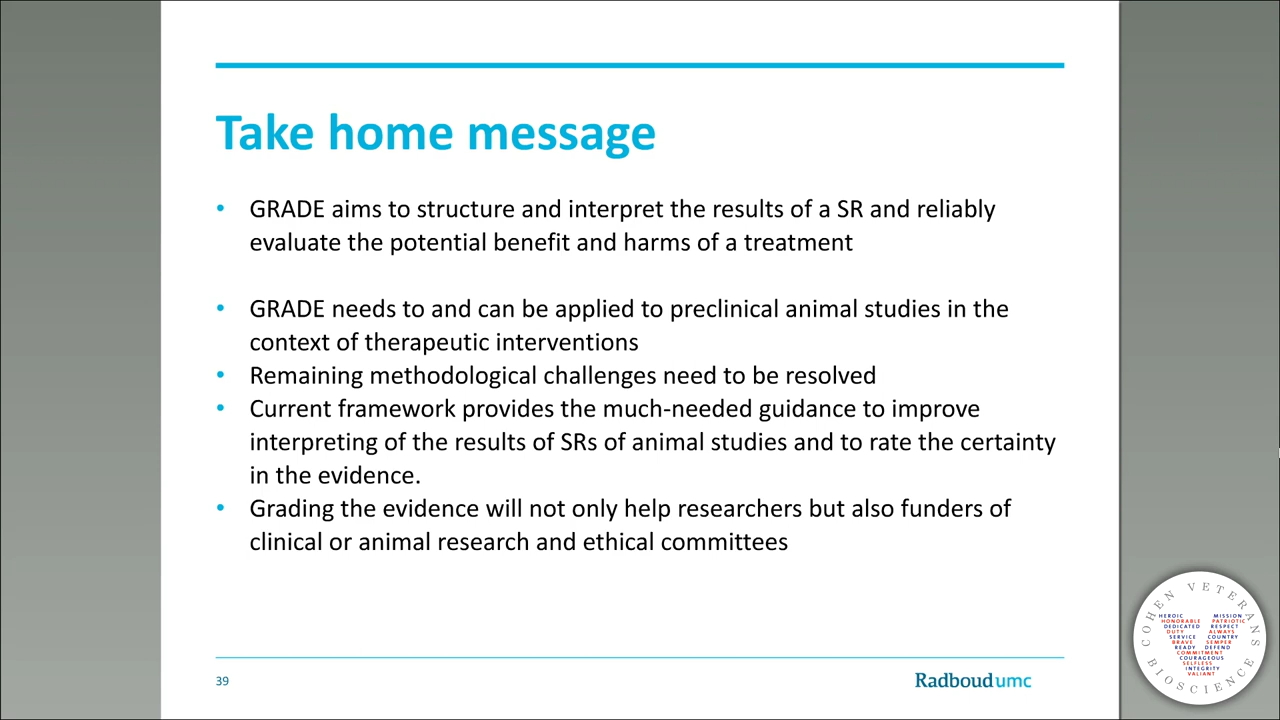 Take home message
• GRADE aims to structure and interpret the results of a SR and reliably
evaluate the potential benefit and harms of a treatment
• GRADE needs to and can be applied to preclinical animal studies in the
context of therapeutic interventions
• Remaining methodological challenges need to be resolved
• Current framework provides the much-needed guidance to improve
interpreting of the results of SRs of animal studies and to rate the certainty
in the evidence.
• Grading the evidence will not only help researchers but also funders of
clinical or animal research and ethical committees
39
Radboudumc
COHEN VETERANS
BIOSCIENCE
HEROIC MISSION
HONORABLE PATRIOTIC
DEDICATED RESPECT
DUTY ALWAYS
SERVICE COUNTRY
BRAVE SEMPER
READY DEFEND
COMMITMENT
COURAGEOUS
SELFLESS
INTEGRITY
VALIANT